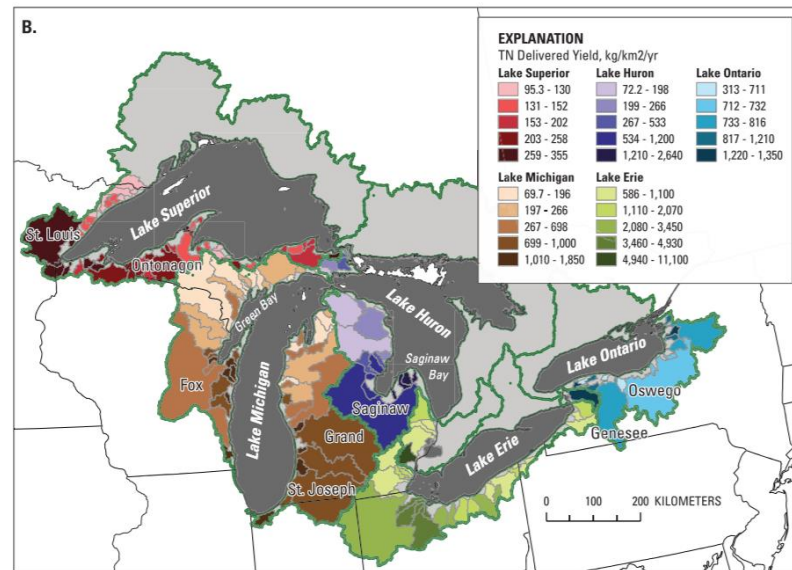 B.
EXPLANATION
TN Delivered Yield, kg/km2/yr
Lake Superior
95.3 - 130
131 - 152
153 - 202
203 - 258
259 - 355
Lake Huron
72.2 - 198
199 - 266
267 - 533
534 - 1,200
1,210 - 2,640
Lake Ontario
313 - 711
712 - 732
733 - 816
817 - 1,210
1,220 - 1,350
Lake Michigan
69.7 - 196
197 - 266
267 - 698
699 - 1,000
1,010 - 1,850
Lake Erie
586 - 1,100
1,110 - 2,070
2,080 - 3,450
3,460 - 4,930
4,940 - 11,100
Lake Superior
St. Louis
Ontonagon
Green Bay
Lake Huron
Saginaw
Bay
Lake Michigan
Fox
Saginaw
Grand
St. Joseph
Lake Ontario
Oswego
Genesee
Lake Erie
0 100 200 KILOMETERS